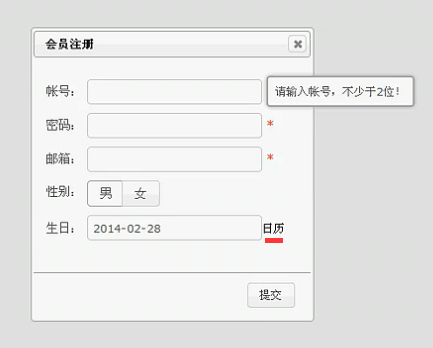 会员注册
帐号：
请输入帐号，不少于2位！
密码： *
邮箱： *
性别： 男 女
生日： 2014-02-28 日历
提交